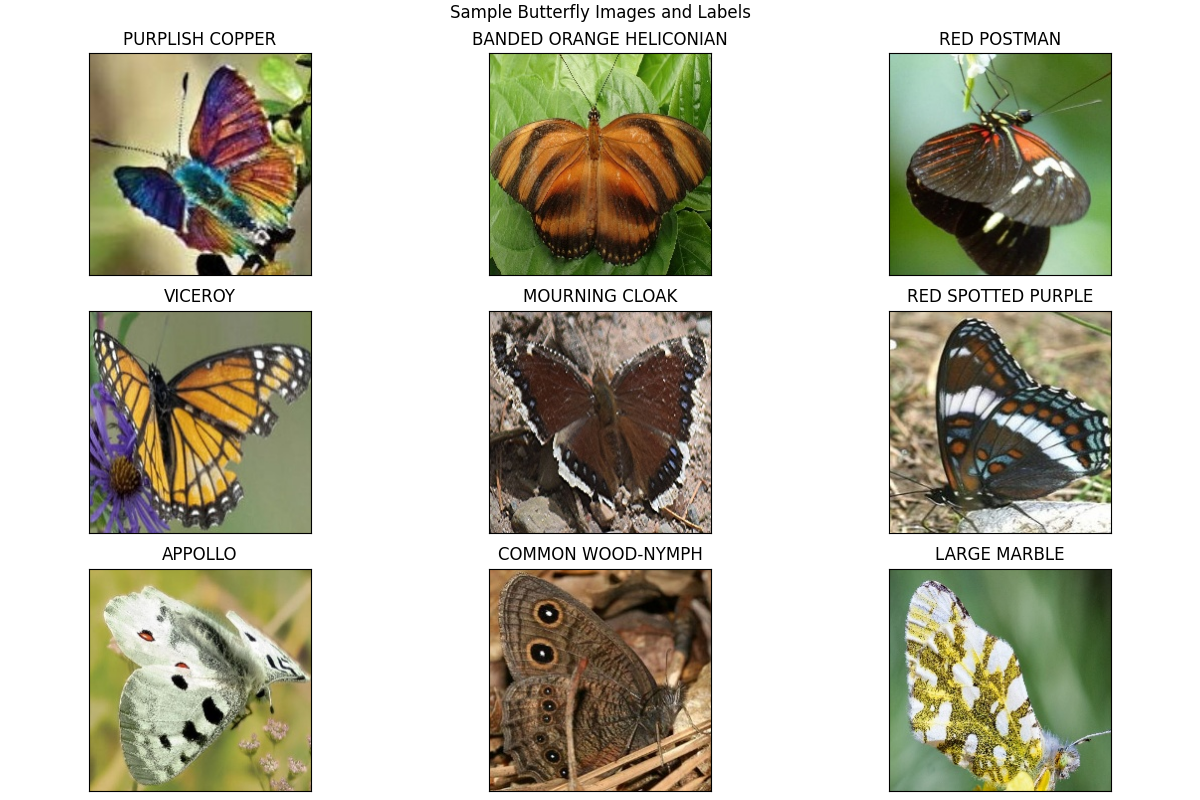 Sample Butterfly Images and Labels
PURPLISH COPPER
BANDED ORANGE HELICONIAN
RED POSTMAN
VICEROY
MOURNING CLOAK
RED SPOTTED PURPLE
APPOLLO
COMMON WOOD-NYMPH
LARGE MARBLE